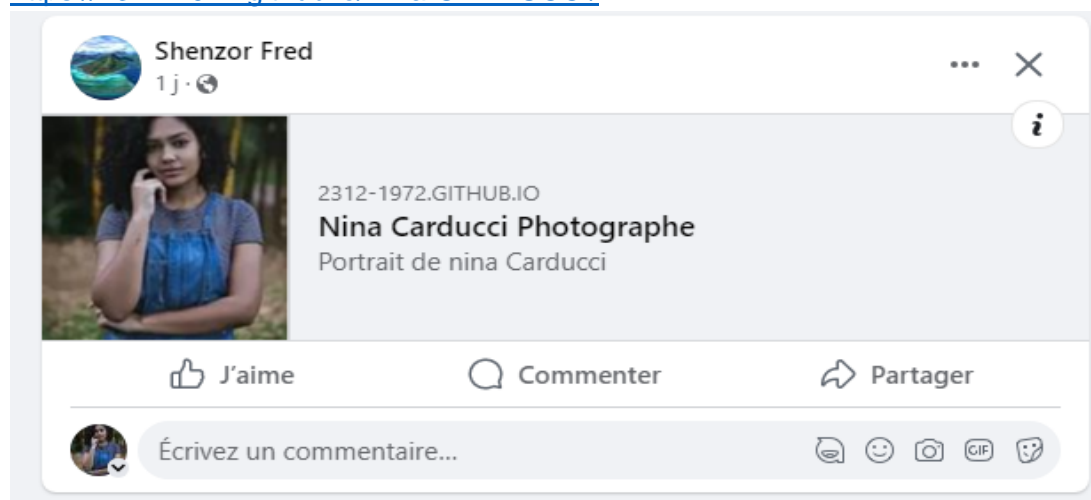 Shenzor Fred
1 j ·
2312-1972.GITHUB.IO
Nina Carducci Photographe
Portrait de nina Carducci
J'aime
Commenter
Partager
Écrivez un commentaire...
GIF